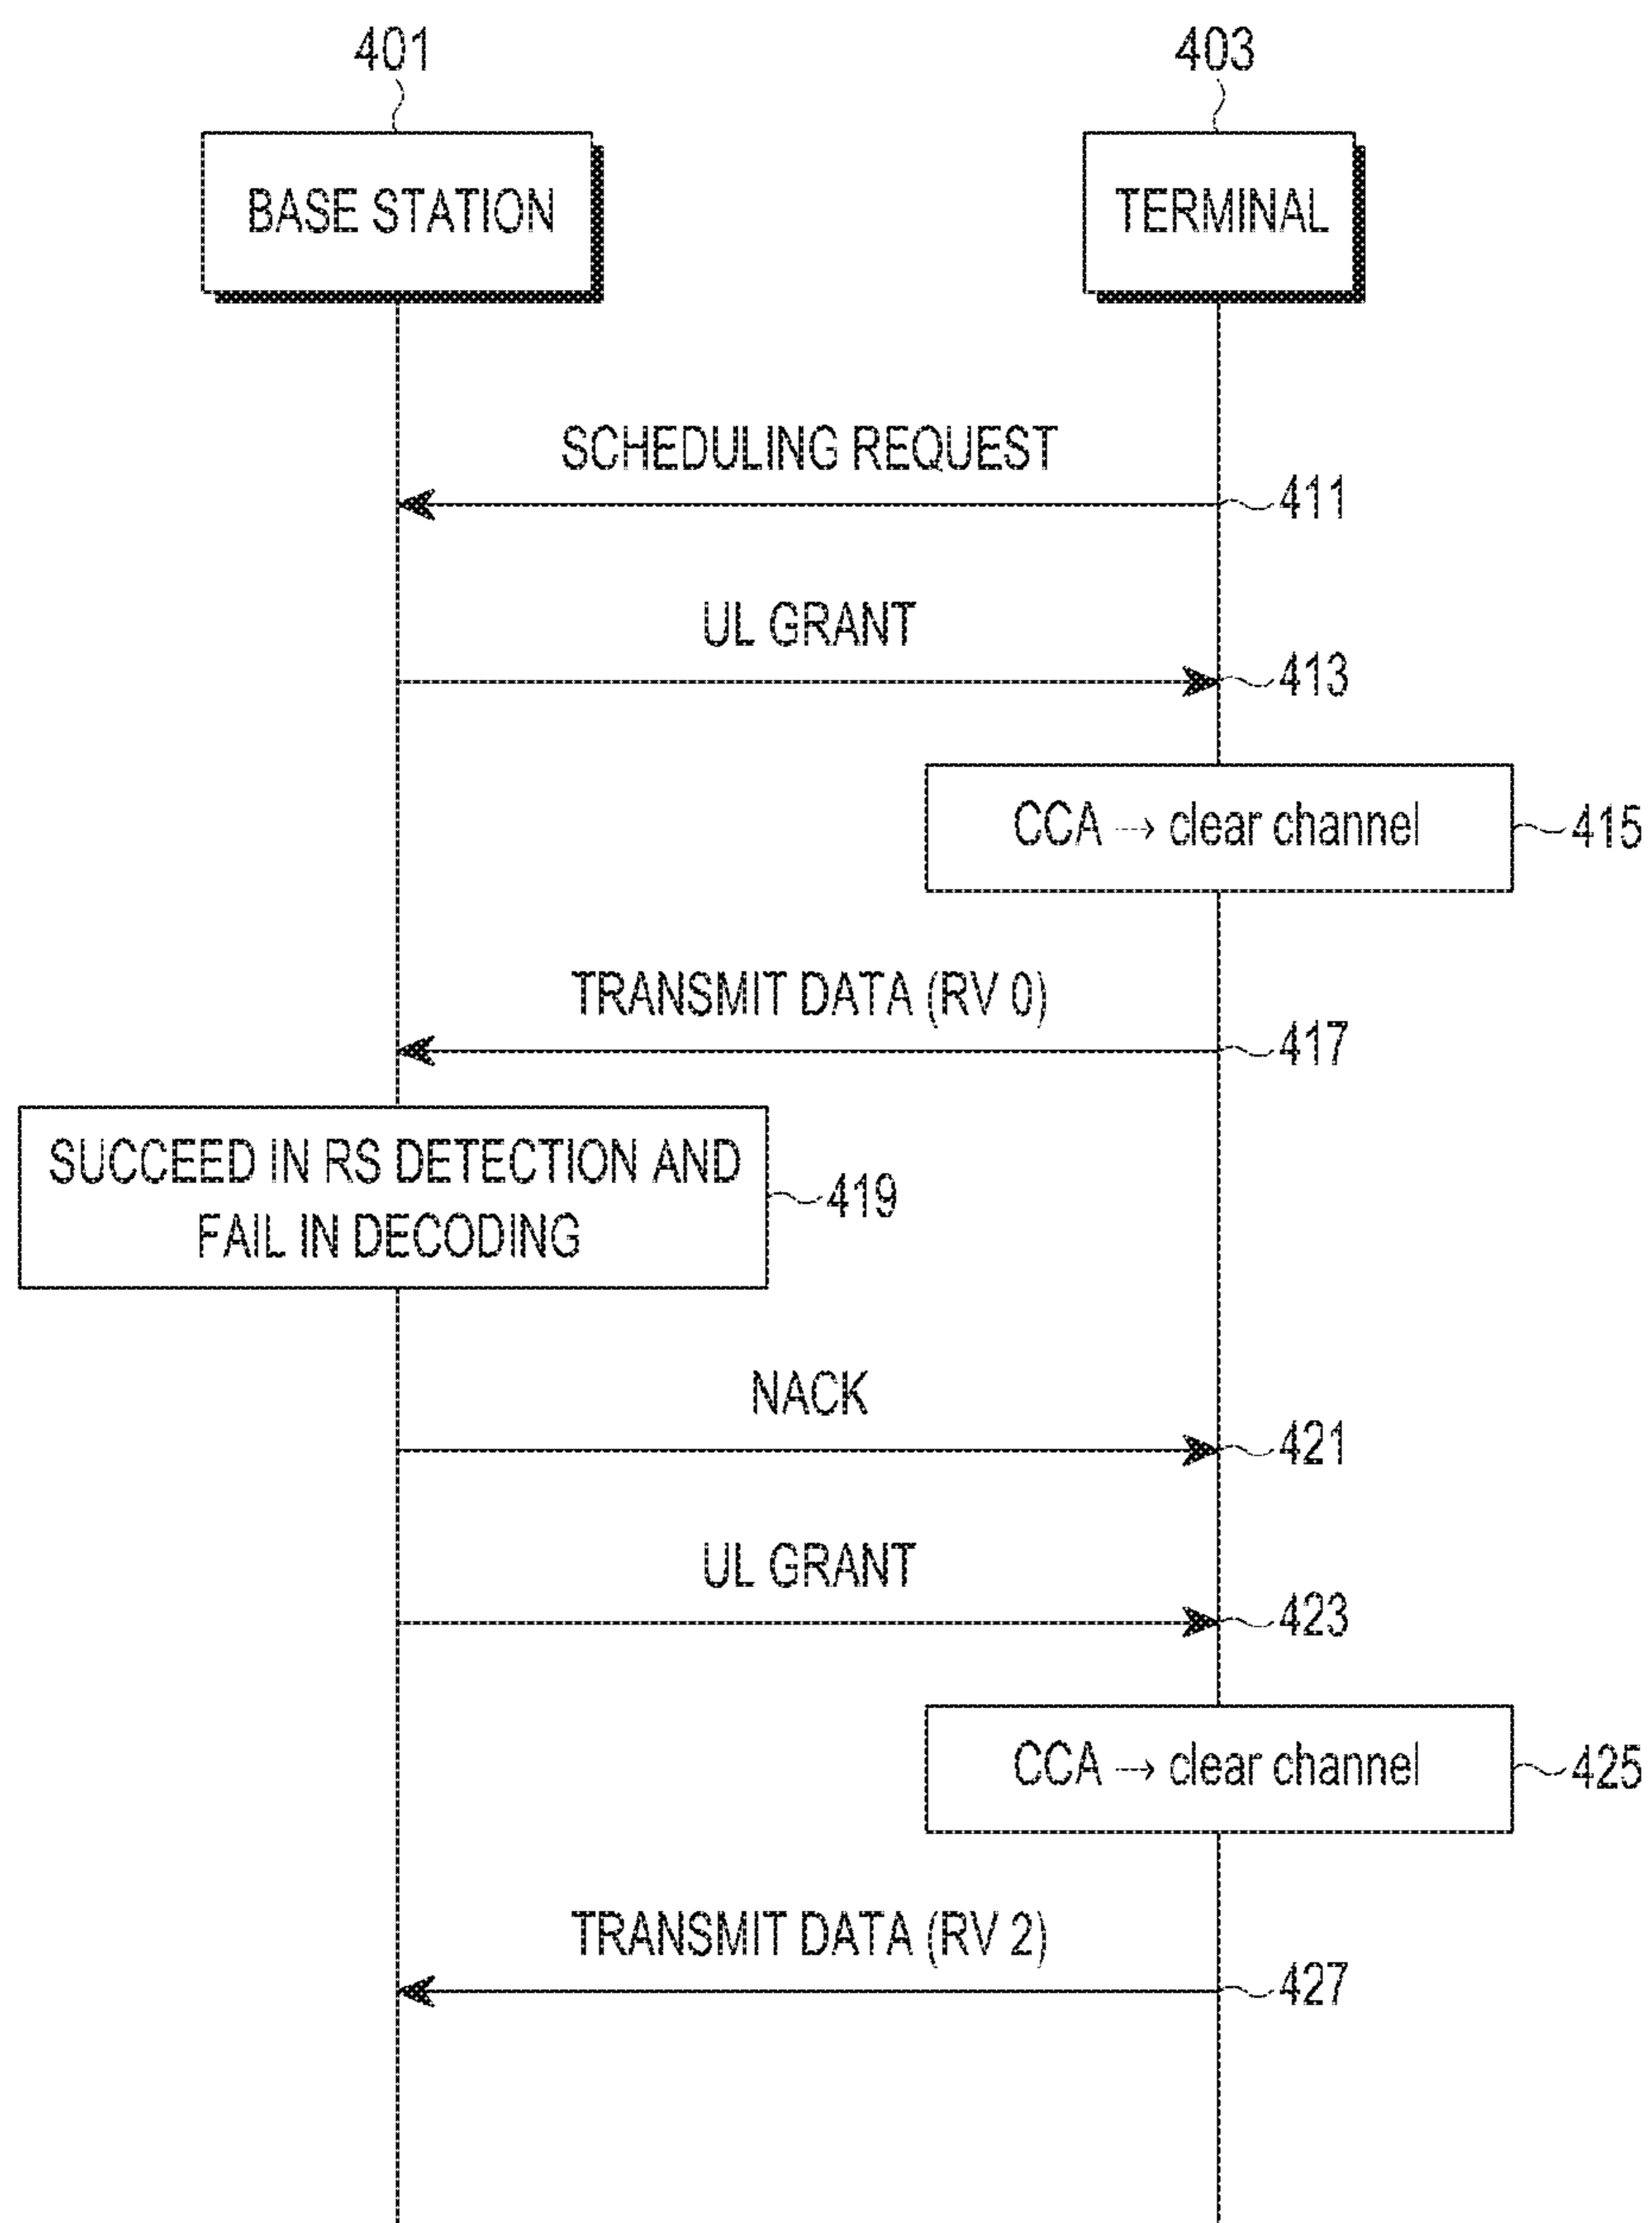 401
403
BASE STATION
TERMINAL
SCHEDULING REQUEST
411
UL GRANT
413
CCA → clear channel
415
TRANSMIT DATA (RV 0)
417
SUCCEED IN RS DETECTION AND
FAIL IN DECODING
419
NACK
421
UL GRANT
423
CCA → clear channel
425
TRANSMIT DATA (RV 2)
427